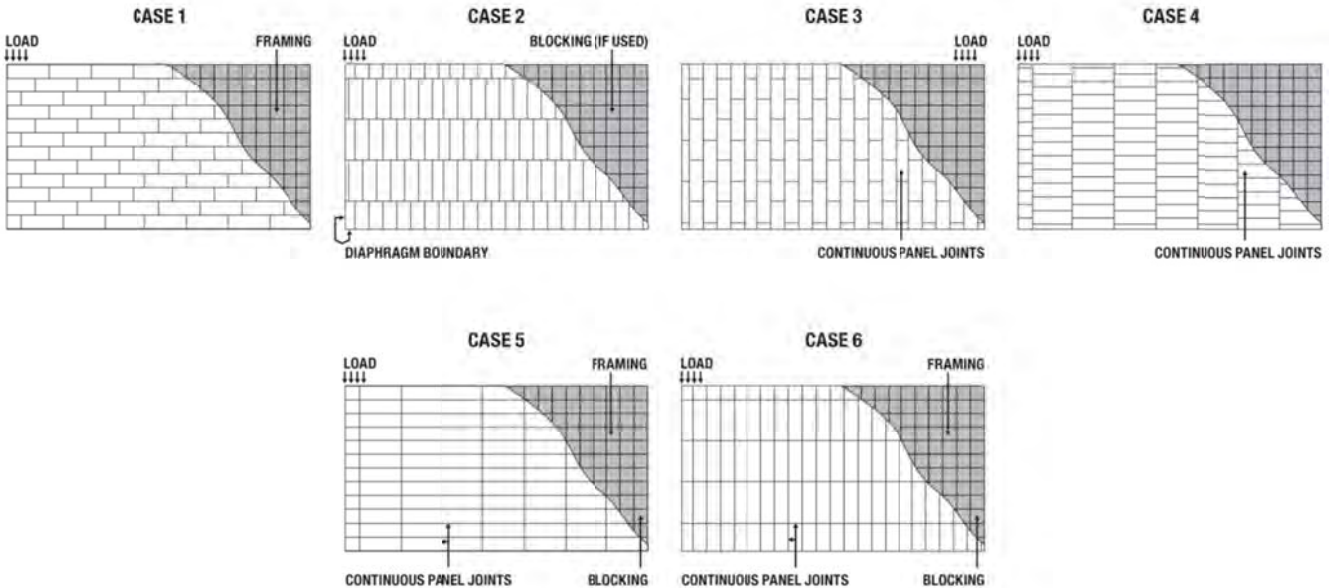 CASE 1
LOAD
FRAMING
CASE 2
LOAD
BLOCKING (IF USED)
DIAPHRAGM BOUNDARY
CASE 3
LOAD
CONTINUOUS PANEL JOINTS
CASE 4
LOAD
CONTINUOUS PANEL JOINTS
CASE 5
LOAD
FRAMING
CONTINUOUS PANEL JOINTS
BLOCKING
CASE 6
LOAD
FRAMING
CONTINUOUS PANEL JOINTS
BLOCKING